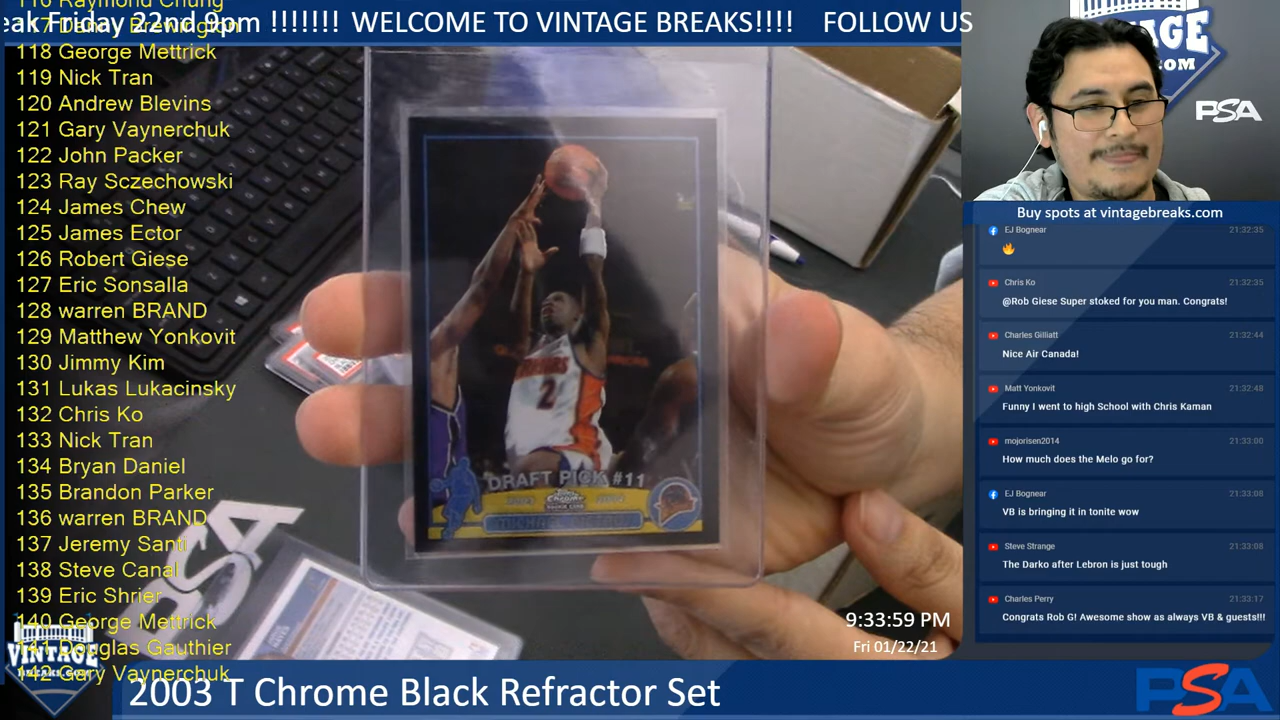 116 Raymond Chung
eak Friday 22nd 9pm !!!!!!! WELCOME TO VINTAGE BREAKS!!!! FOLLOW US
118 George Mettrick
119 Nick Tran
120 Andrew Blevins
121 Gary Vaynerchuk
122 John Packer
123 Ray Sczechowski
124 James Chew
125 James Ector
126 Robert Giese
127 Eric Sonsalla
128 warren BRAND
129 Matthew Yonkovit
130 Jimmy Kim
131 Lukas Lukacinsky
132 Chris Ko
133 Nick Tran
134 Bryan Daniel
135 Brandon Parker
136 warren BRAND
137 Jeremy Santi
138 Steve Canal
139 Eric Shrier
140 George Mettrick
141 Douglas Gauthier
142 Gary Vaynerchuk
2
DRAFT PICK #11
PSA
VINTAGE
BREAKS.COM
PSA
Buy spots at vintagebreaks.com
EJ Bognear 21:32:35
Chris Ko 21:32:35
@Rob Giese Super stoked for you man. Congrats!
Charles Gilliatt 21:32:44
Nice Air Canada!
Matt Yonkovit 21:32:48
Funny I went to high School with Chris Kaman
mojorisen2014 21:33:00
How much does the Melo go for?
EJ Bognear 21:33:08
VB is bringing it in tonite wow
Steve Strange 21:33:08
The Darko after Lebron is just tough
Charles Perry 21:33:17
Congrats Rob G! Awesome show as always VB & guests!!!
9:33:59 PM
Fri 01/22/21
2003 T Chrome Black Refractor Set
PSA